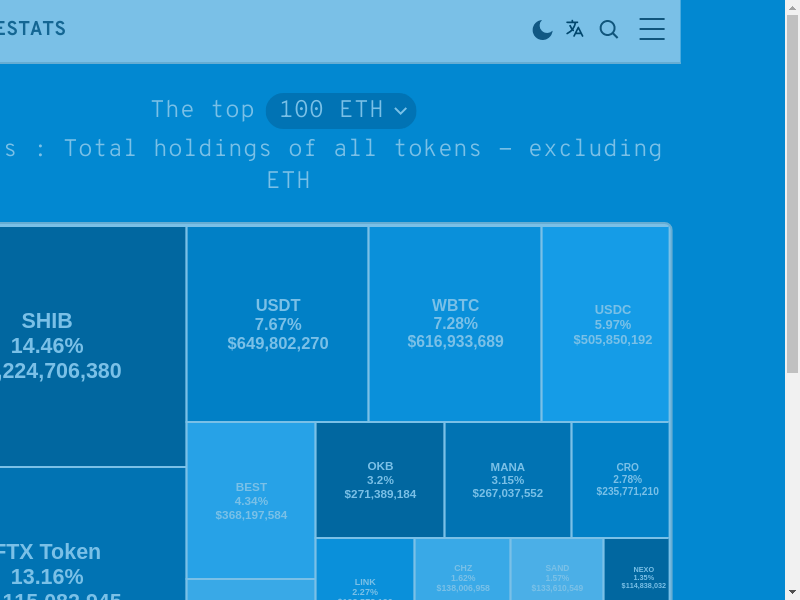 ESTATS
The top 100 ETH
s : Total holdings of all tokens – excluding
ETH
SHIB
14.46%
,224,706,380
USDT
7.67%
$649,802,270
WBTC
7.28%
$616,933,689
USDC
5.97%
$505,850,192
BEST
4.34%
$368,197,584
OKB
3.2%
$271,389,184
MANA
3.15%
$267,037,552
CRO
2.78%
$235,771,210
FTX Token
13.16%
LINK
2.27%
CHZ
1.62%
$138,006,958
SAND
1.57%
$133,810,549
NEXO
1.35%
$114,838,032